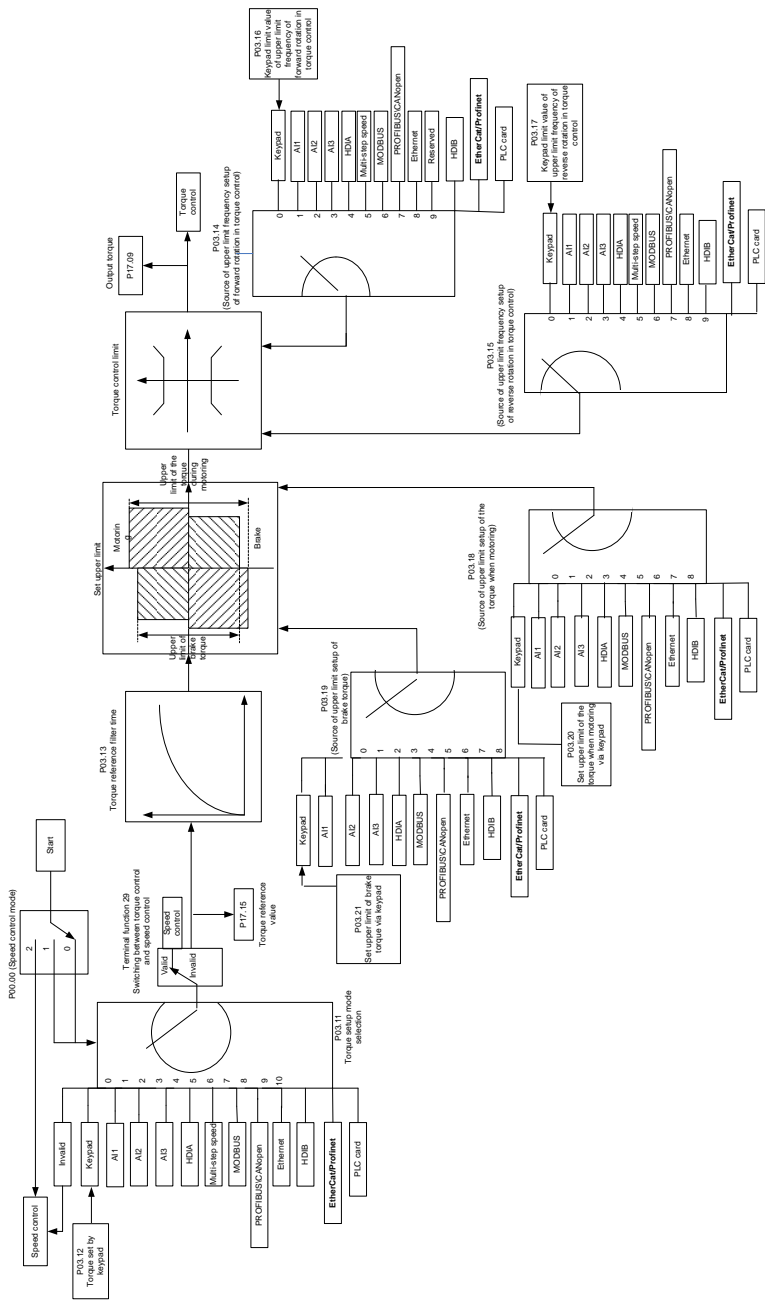 P00.00 (Speed control mode)
2
1
0
Start
Speed control
Invalid
P03.12
Torque set by
keypad
Keypad
AI1
AI2
AI3
HDIA
Multi-step speed
MODBUS
PROFIBUS\CANopen
Ethernet
HDIB
EtherCat/Profinet
PLC card
0
1
2
3
4
5
6
7
8
9
10
P03.11
Torque setup mode
selection
Terminal function 29
Switching between torque control
and speed control
Valid
Invalid
Speed
control
P17.15
Torque reference
value
P03.13
Torque reference filter time
Set upper limit
Motorin
g
Brake
Upper
limit of
brake
torque
Upper
limit of the
torque
during
motoring
Torque control limit
Output torque
P17.09
Torque
control
P03.21
Set upper limit of brake
torque via keypad
Keypad
AI1
AI2
AI3
HDIA
MODBUS
PROFIBUS\CANopen
Ethernet
HDIB
EtherCat/Profinet
PLC card
0
1
2
3
4
5
6
7
8
P03.19
(Source of upper limit setup of
brake torque)
P03.20
Set upper limit of the
torque when motoring
via keypad
Keypad
AI1
AI2
AI3
HDIA
MODBUS
PROFIBUS\CANopen
Ethernet
HDIB
EtherCat/Profinet
PLC card
0
1
2
3
4
5
6
7
8
P03.18
(Source of upper limit setup of the
torque when motoring)
P03.14
(Source of upper limit frequency setup
of forward rotation in torque control)
0
1
2
3
4
5
6
7
8
9
Keypad
AI1
AI2
AI3
HDIA
Multi-step speed
MODBUS
PROFIBUS\CANopen
Ethernet
Reserved
HDIB
EtherCat/Profinet
PLC card
P03.16
Keypad limit value
of upper limit
frequency of
forward rotation in
torque control
P03.15
(Source of upper limit frequency setup
of reverse rotation in torque control)
0
1
2
3
4
5
6
7
8
9
Keypad
AI1
AI2
AI3
HDIA
Multi-step speed
MODBUS
PROFIBUS\CANopen
Ethernet
HDIB
EtherCat/Profinet
PLC card
P03.17
Keypad limit value of
upper limit frequency of
reverse rotation in torque
control